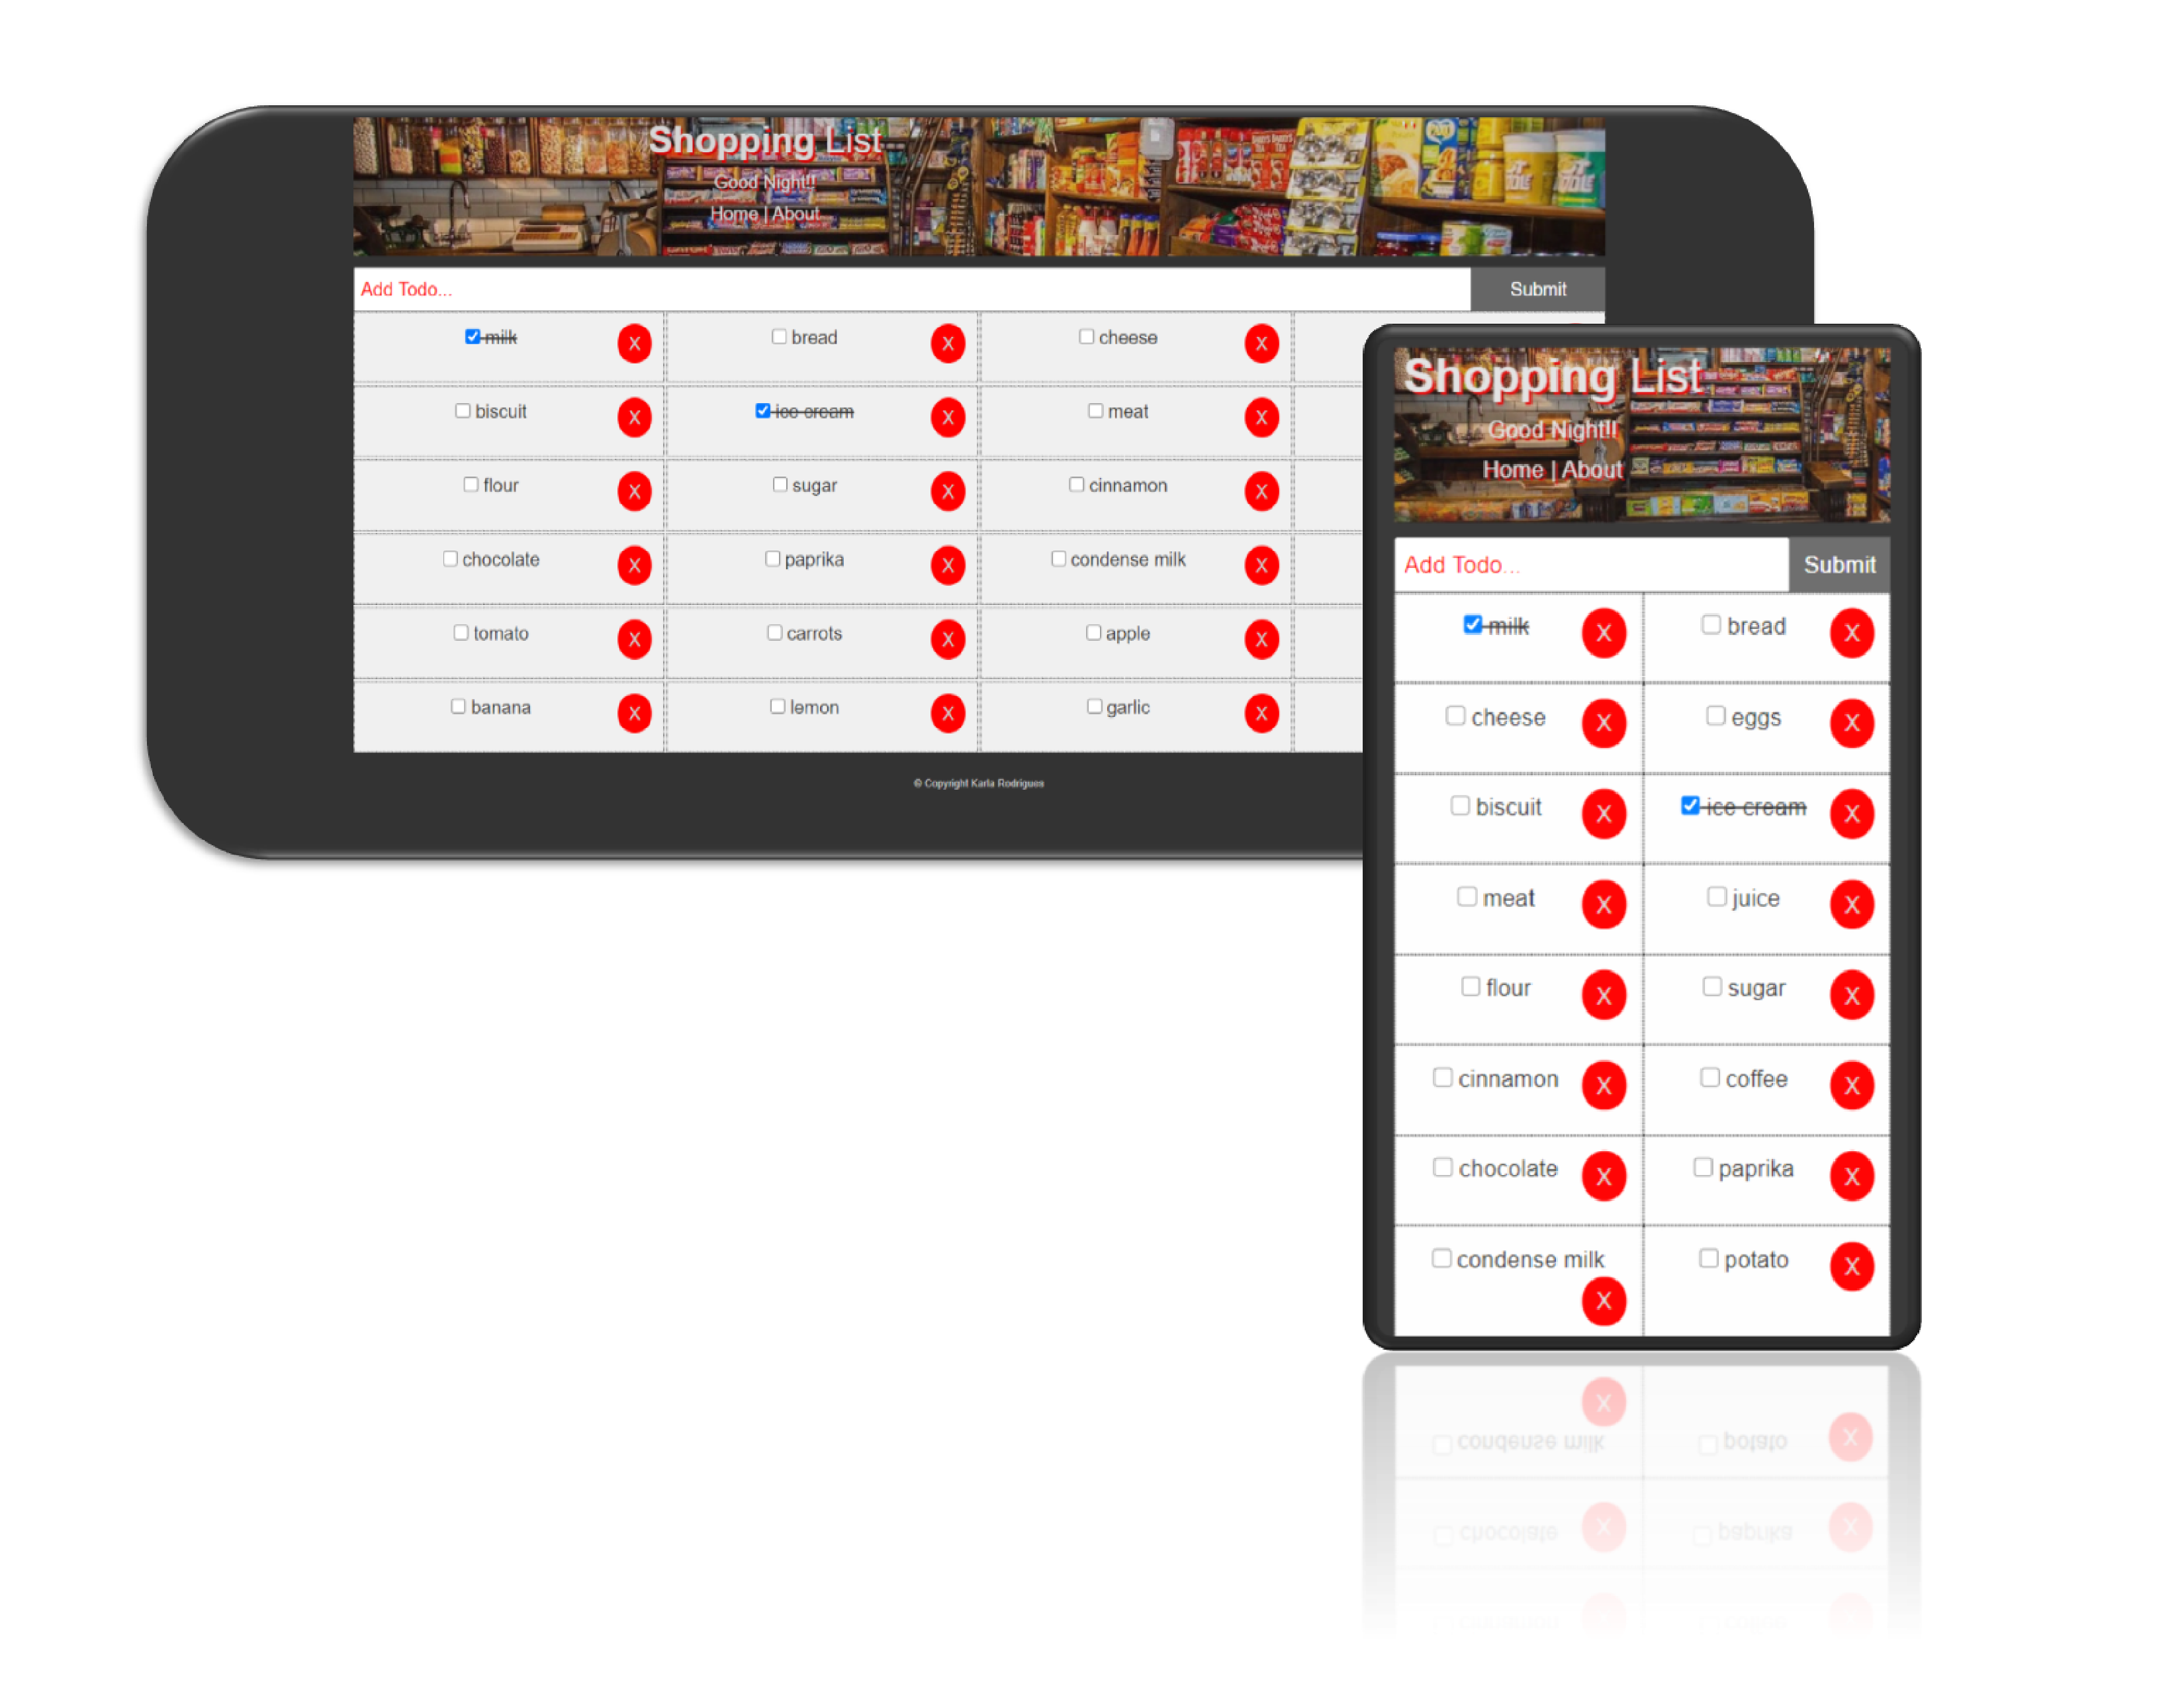 Shopping List
Good Night!!
Home | About
Add Todo... Submit
milk X bread X cheese X
biscuit X ice cream X meat X
flour X sugar X cinnamon X
chocolate X paprika X condense milk X
tomato X carrots X apple X
banana X lemon X garlic X
© Copyright Karla Rodrigues
Shopping List
Good Night!!
Home | About
Add Todo... Submit
milk X bread X
cheese X eggs X
biscuit X ice cream X
meat X juice X
flour X sugar X
cinnamon X coffee X
chocolate X paprika X
condense milk potato X
X